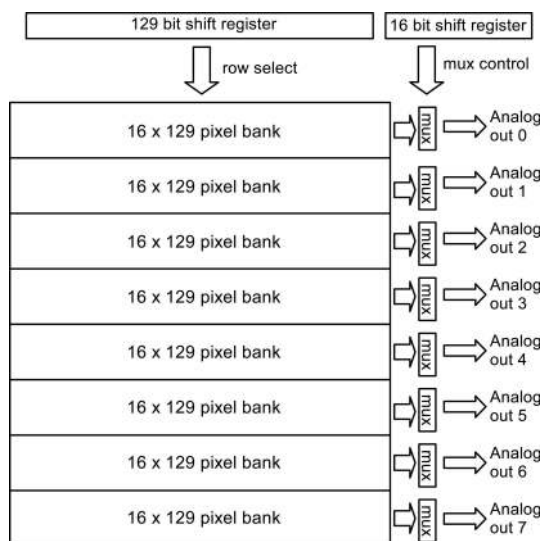 129 bit shift register
16 bit shift register
row select
mux control
16 x 129 pixel bank
mux
Analog
out 0
16 x 129 pixel bank
mux
Analog
out 1
16 x 129 pixel bank
mux
Analog
out 2
16 x 129 pixel bank
mux
Analog
out 3
16 x 129 pixel bank
mux
Analog
out 4
16 x 129 pixel bank
mux
Analog
out 5
16 x 129 pixel bank
mux
Analog
out 6
16 x 129 pixel bank
mux
Analog
out 7